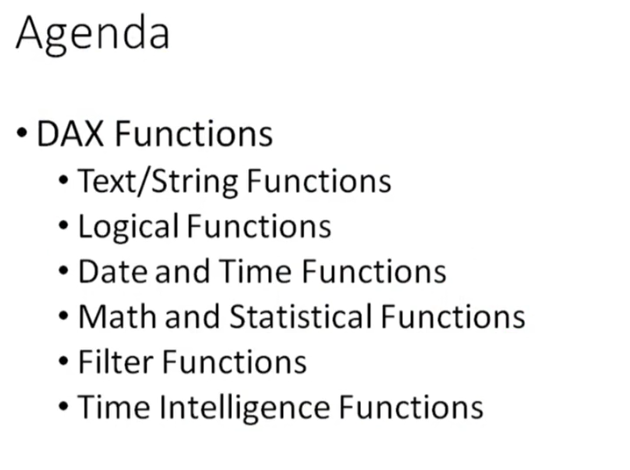 Agenda
• DAX Functions
• Text/String Functions
• Logical Functions
• Date and Time Functions
• Math and Statistical Functions
• Filter Functions
• Time Intelligence Functions